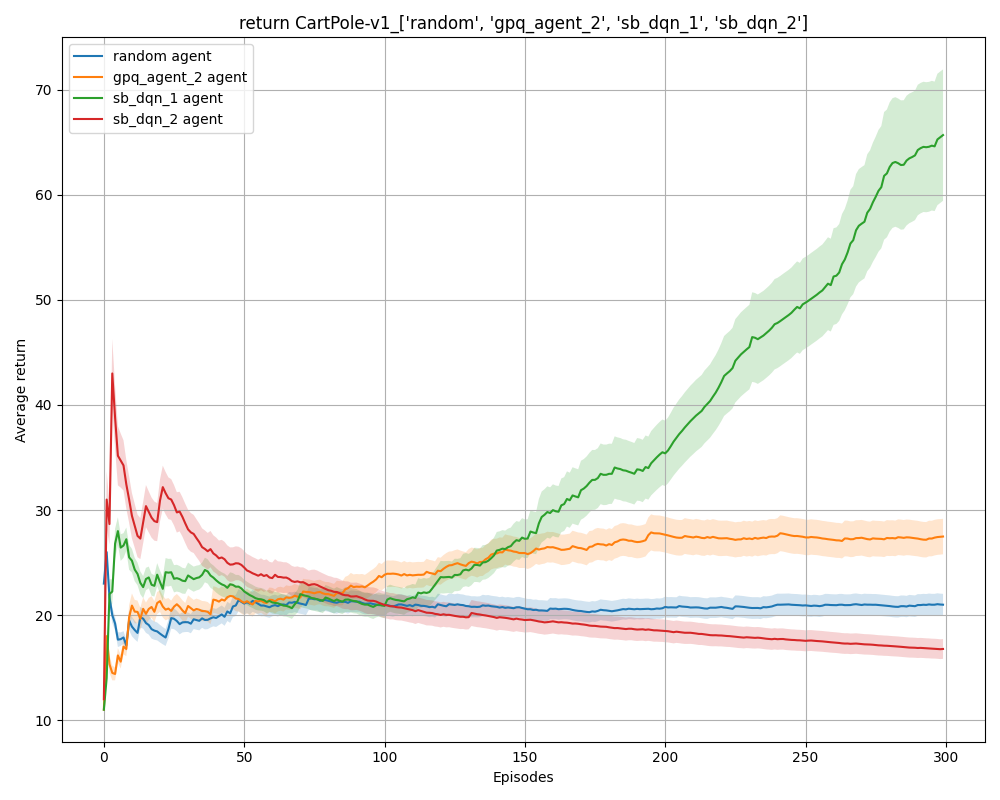 return CartPole-v1_['random', 'gpq_agent_2', 'sb_dqn_1', 'sb_dqn_2']
random agent
gpq_agent_2 agent
sb_dqn_1 agent
sb_dqn_2 agent
70
60
50
40
30
20
10
Average return
0
50
100
150
200
250
300
Episodes